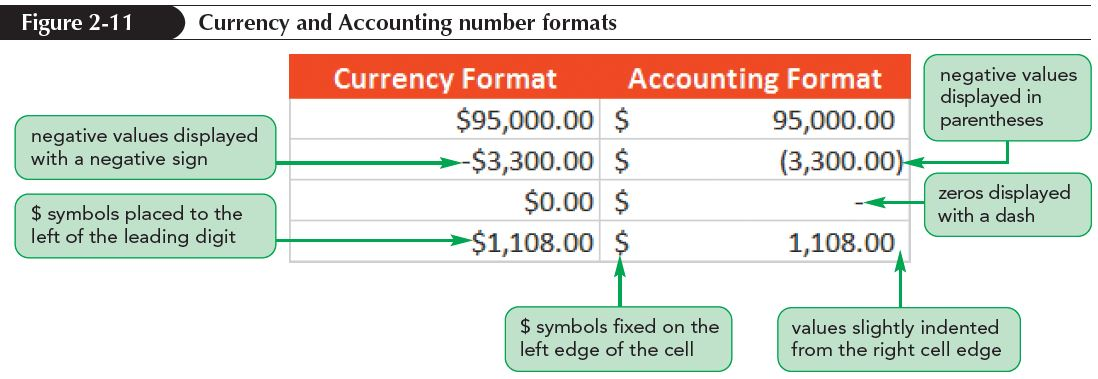 Figure 2-11 Currency and Accounting number formats
Currency Format Accounting Format
$95,000.00 $ 95,000.00
-$3,300.00 $ (3,300.00)
$0.00 $ -
$1,108.00 $ 1,108.00
negative values displayed
with a negative sign
$ symbols placed to the
left of the leading digit
negative values
displayed in
parentheses
zeros displayed
with a dash
$ symbols fixed on the
left edge of the cell
values slightly indented
from the right cell edge